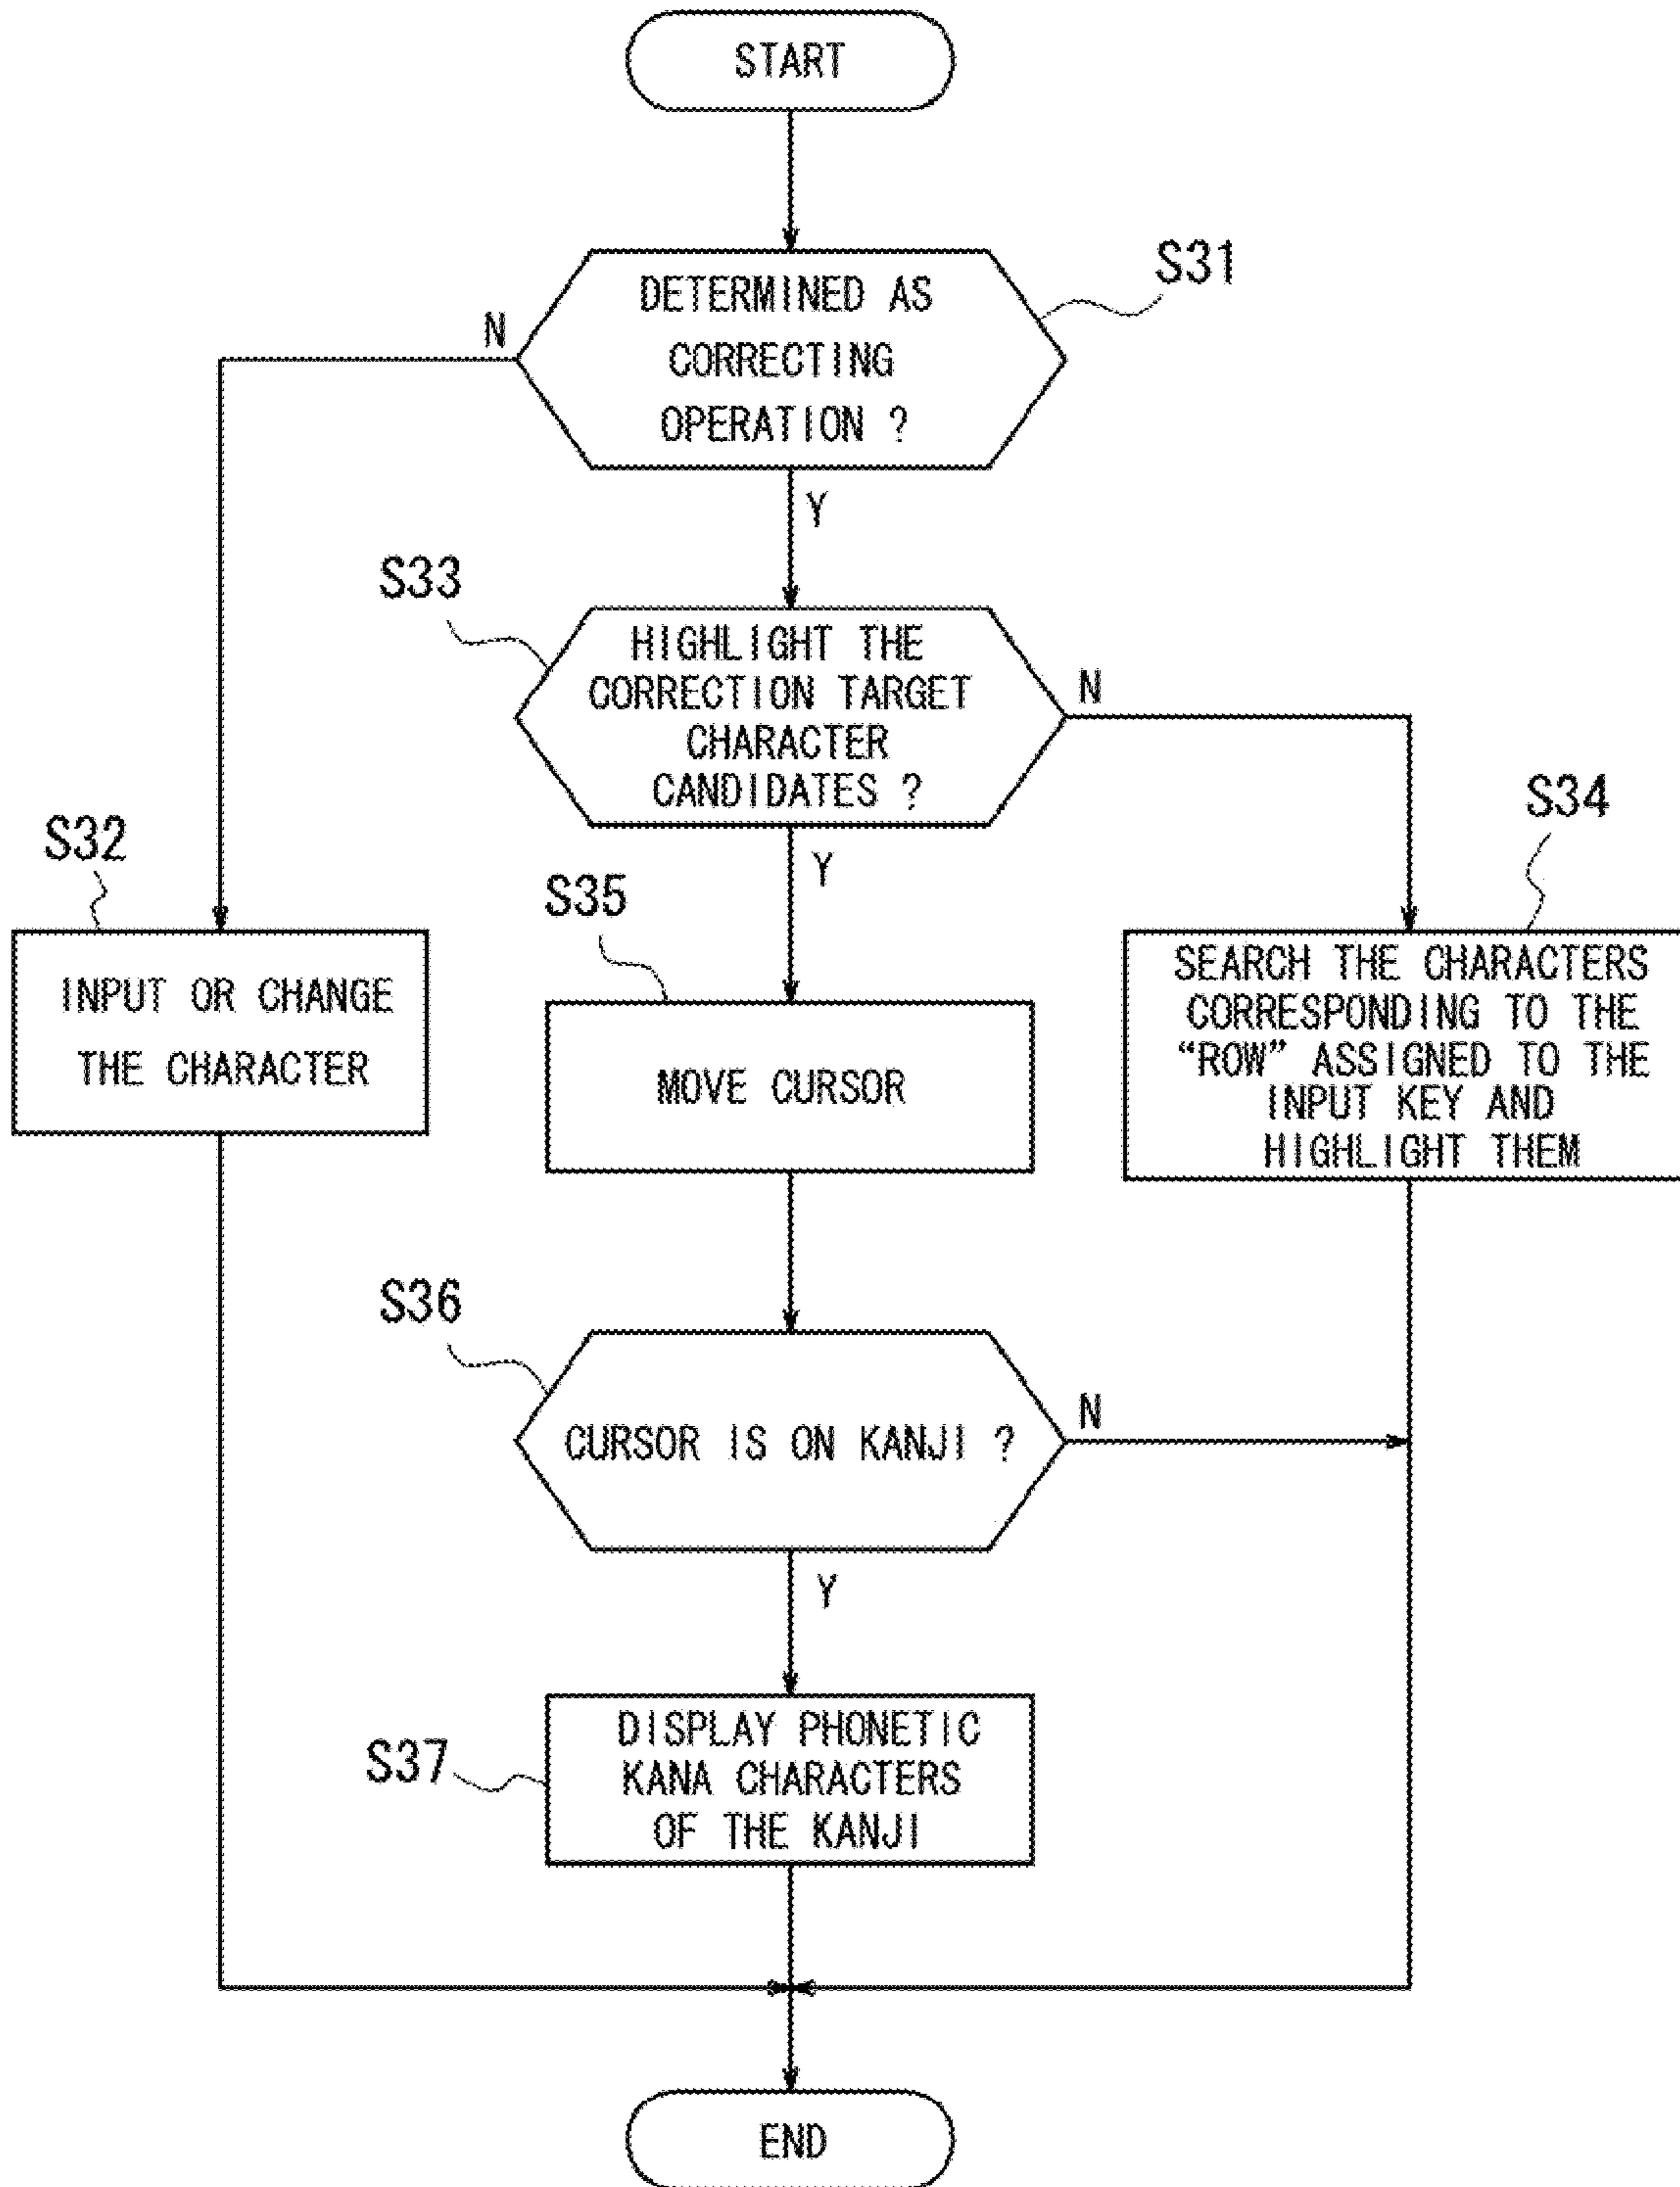 START
S31
DETERMINED AS
CORRECTING
OPERATION ?
N
Y
S33
HIGHLIGHT THE
CORRECTION TARGET
CHARACTER
CANDIDATES ?
N
Y
S32
INPUT OR CHANGE
THE CHARACTER
S35
MOVE CURSOR
S34
SEARCH THE CHARACTERS
CORRESPONDING TO THE
“ROW” ASSIGNED TO THE
INPUT KEY AND
HIGHLIGHT THEM
S36
CURSOR IS ON KANJI ?
N
Y
S37
DISPLAY PHONETIC
KANA CHARACTERS
OF THE KANJI
END